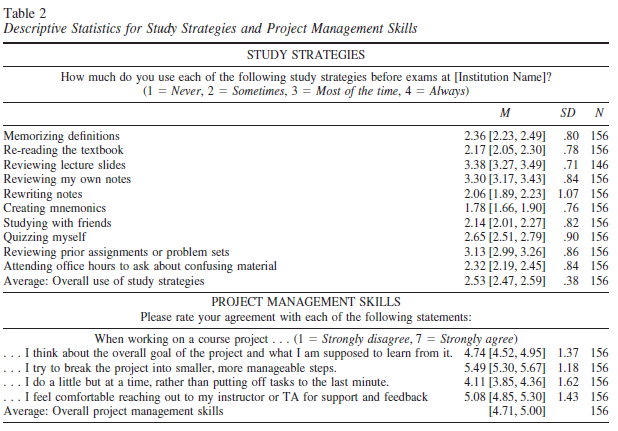 Table 2
Descriptive Statistics for Study Strategies and Project Management Skills
STUDY STRATEGIES
How much do you use each of the following study strategies before exams at [Institution Name]?
(1 = Never, 2 = Sometimes, 3 = Most of the time, 4 = Always)
M SD N
Memorizing definitions 2.36 [2.23, 2.49] .80 156
Re-reading the textbook 2.17 [2.05, 2.30] .78 156
Reviewing lecture slides 3.38 [3.27, 3.49] .71 146
Reviewing my own notes 3.30 [3.17, 3.43] .84 156
Rewriting notes 2.06 [1.89, 2.23] 1.07 156
Creating mnemonics 1.78 [1.66, 1.90] .76 156
Studying with friends 2.14 [2.01, 2.27] .82 156
Quizzing myself 2.65 [2.51, 2.79] .90 156
Reviewing prior assignments or problem sets 3.13 [2.99, 3.26] .86 156
Attending office hours to ask about confusing material 2.32 [2.19, 2.45] .84 156
Average: Overall use of study strategies 2.53 [2.47, 2.59] .38 156
PROJECT MANAGEMENT SKILLS
Please rate your agreement with each of the following statements:
When working on a course project . . . (1 = Strongly disagree, 7 = Strongly agree)
. . . I think about the overall goal of the project and what I am supposed to learn from it. 4.74 [4.52, 4.95] 1.37 156
. . . I try to break the project into smaller, more manageable steps. 5.49 [5.30, 5.67] 1.18 156
. . . I do a little but at a time, rather than putting off tasks to the last minute. 4.11 [3.85, 4.36] 1.62 156
. . . I feel comfortable reaching out to my instructor or TA for support and feedback 5.08 [4.85, 5.30] 1.43 156
Average: Overall project management skills [4.71, 5.00] 156